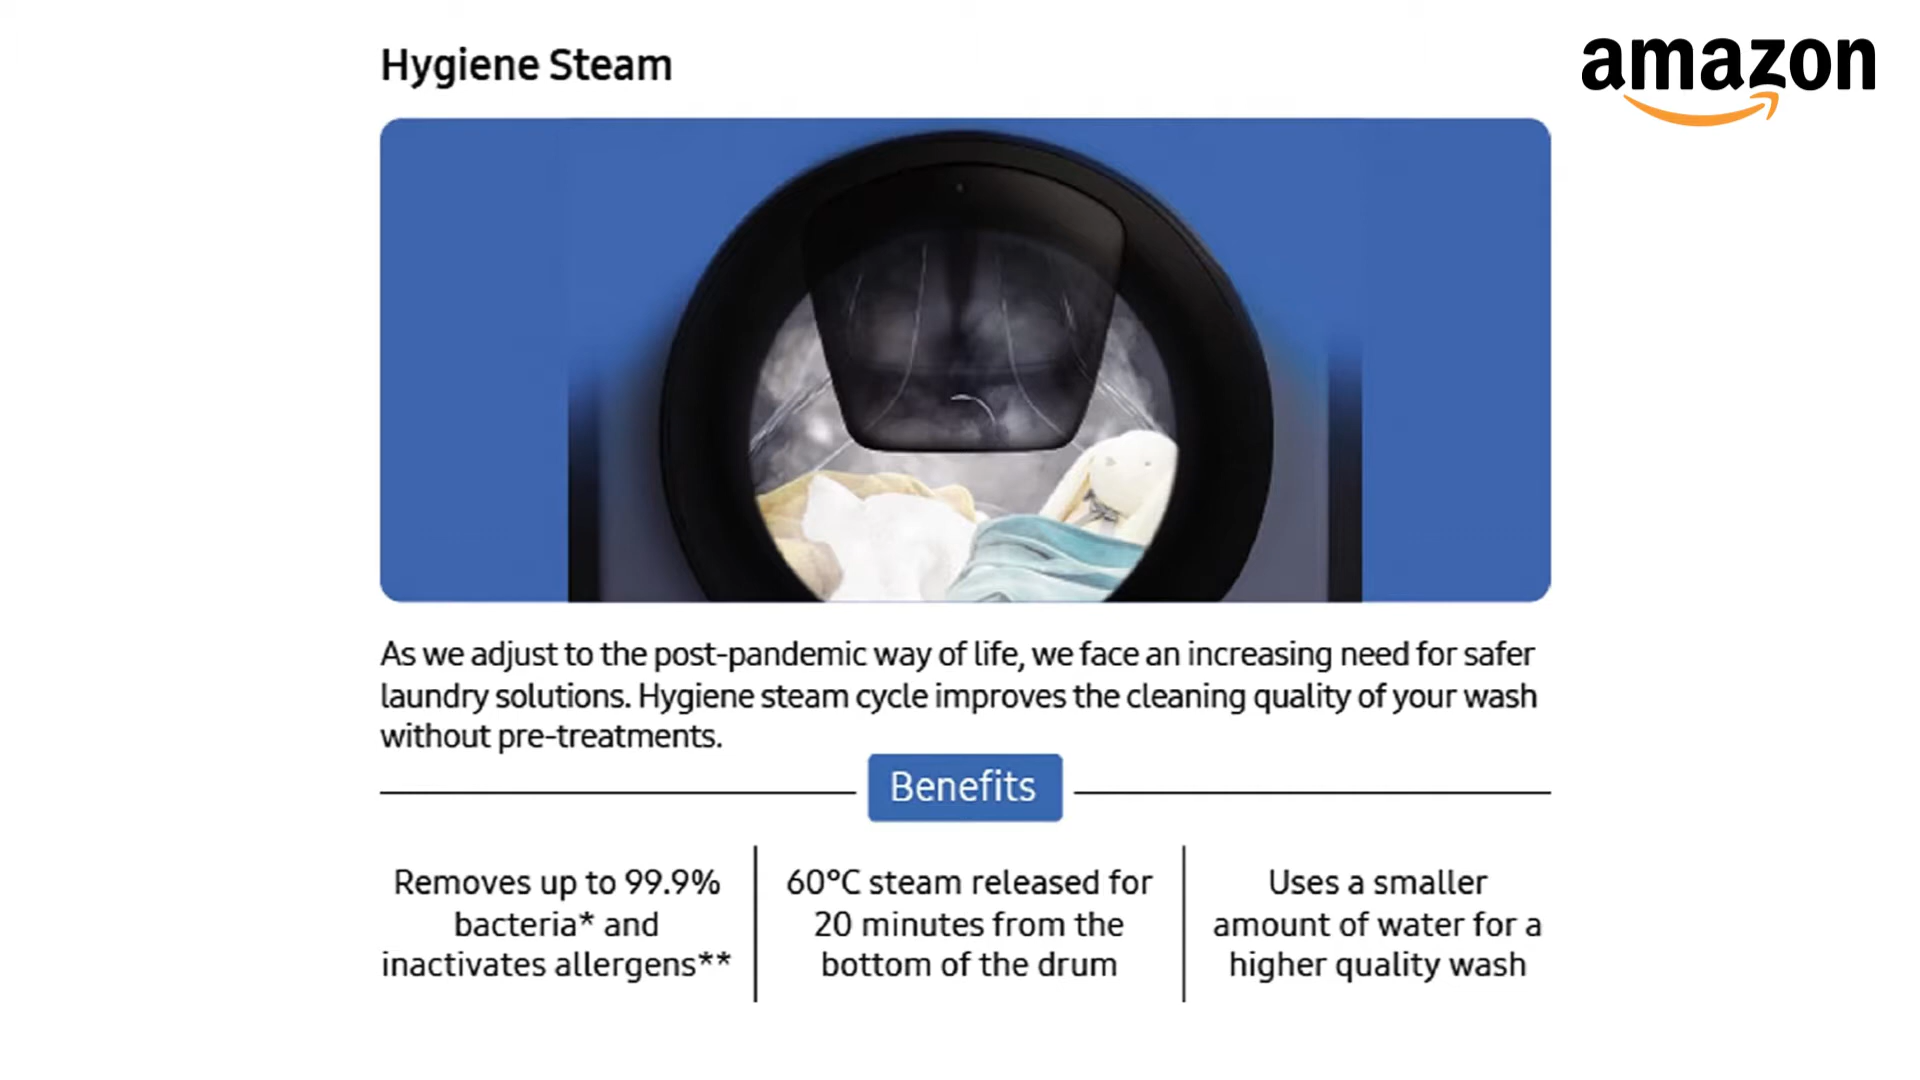 Hygiene Steam
amazon
As we adjust to the post-pandemic way of life, we face an increasing need for safer
laundry solutions. Hygiene steam cycle improves the cleaning quality of your wash
without pre-treatments.
Benefits
Removes up to 99.9%
bacteria* and
inactivates allergens**
60°C steam released for
20 minutes from the
bottom of the drum
Uses a smaller
amount of water for a
higher quality wash